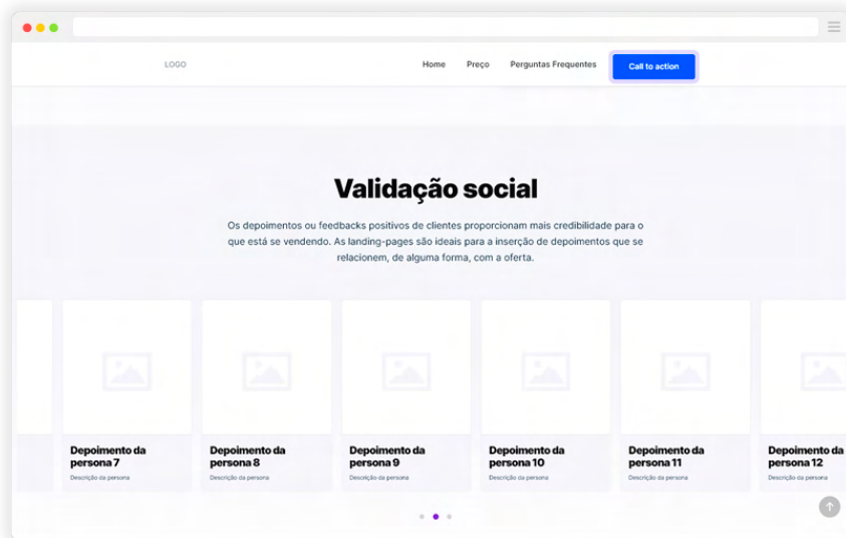 LOGO
Home
Preço
Perguntas Frequentes
Call to action
Validação social
Os depoimentos ou feedbacks positivos de clientes proporcionam mais credibilidade para o
que está se vendendo. As landing-pages são ideais para a inserção de depoimentos que se
relacionem, de alguma forma, com a oferta.
Depoimento da
persona 7
Descrição da persona
Depoimento da
persona 8
Descrição da persona
Depoimento da
persona 9
Descrição da persona
Depoimento da
persona 10
Descrição da persona
Depoimento da
persona 11
Descrição da persona
Depoimento da
persona 12
Descrição da persona